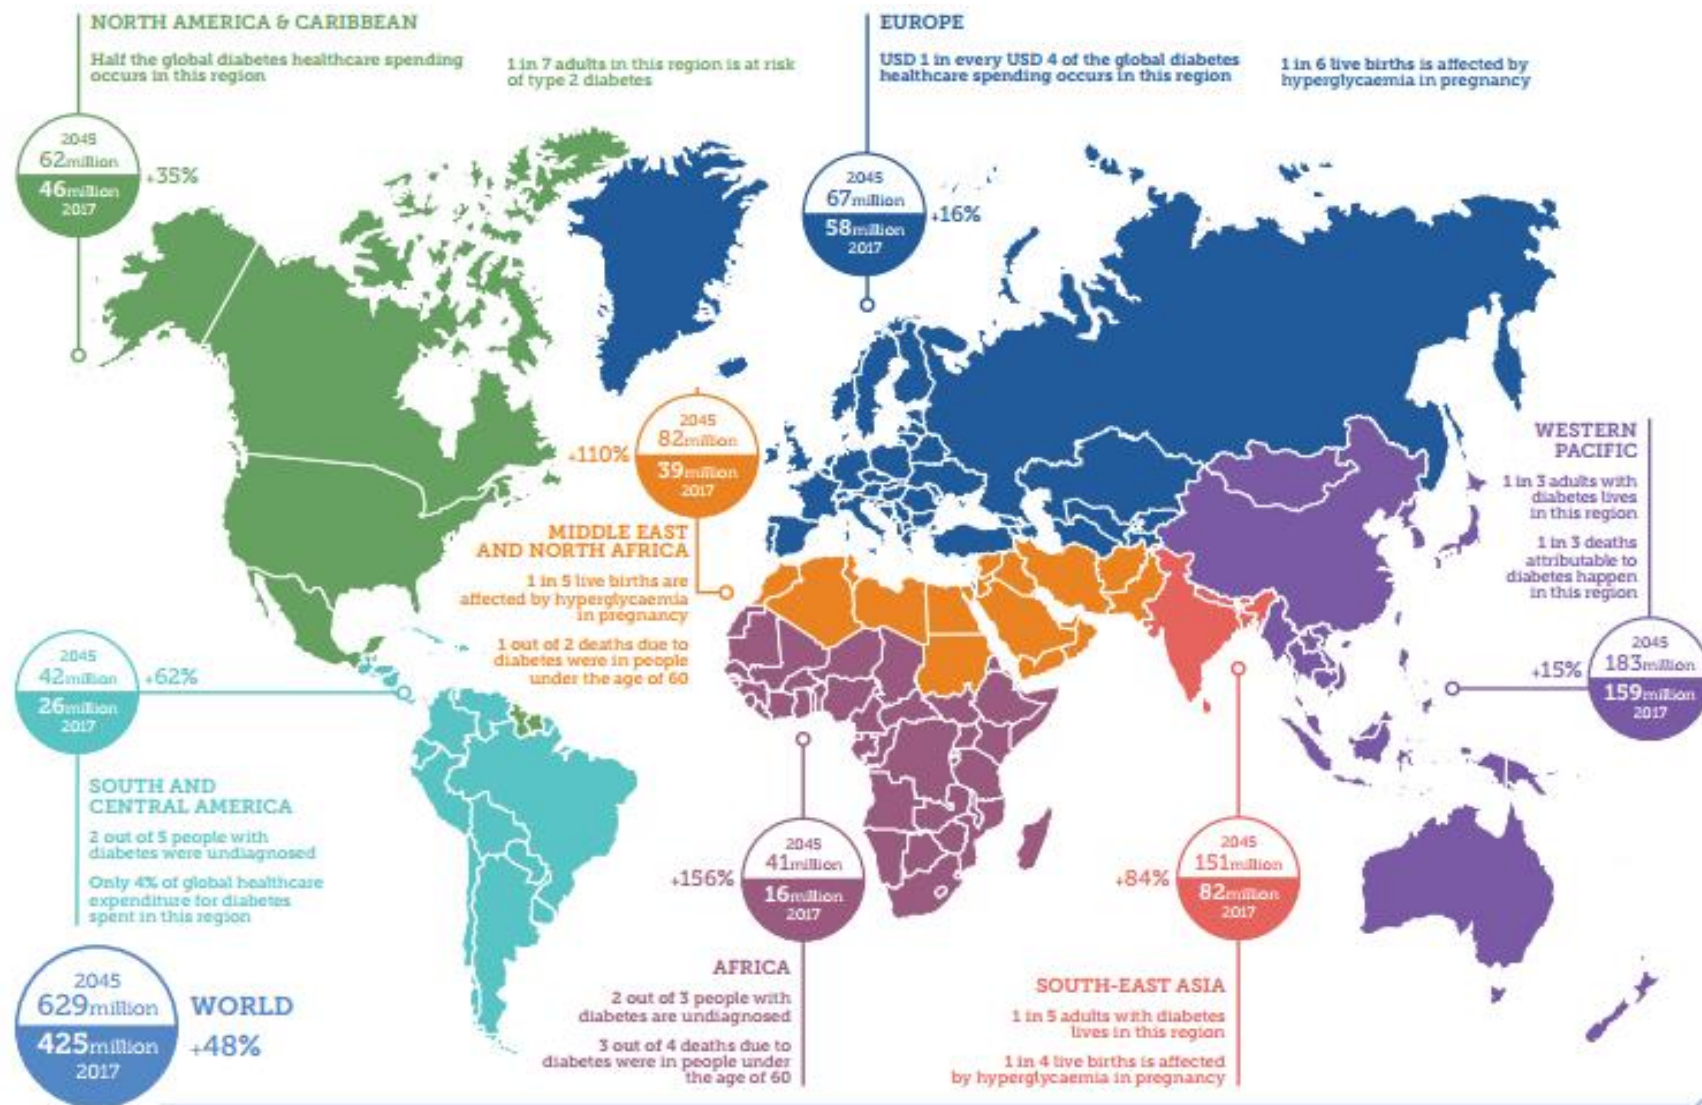 NORTH AMERICA & CARIBBEAN
Half the global diabetes healthcare spending
occurs in this region
1 in 7 adults in this region is at risk
of type 2 diabetes
2045
62million
46million
2017
+35%
EUROPE
USD 1 in every USD 4 of the global diabetes
healthcare spending occurs in this region
1 in 6 live births is affected by
hyperglycaemia in pregnancy
2045
67million
58million
2017
+16%
2045
82million
39million
2017
+110%
MIDDLE EAST
AND NORTH AFRICA
1 in 5 live births are
affected by hyperglycaemia
in pregnancy
1 out of 2 deaths due to
diabetes were in people
under the age of 60
WESTERN
PACIFIC
1 in 3 adults with
diabetes lives
in this region
1 in 3 deaths
attributable to
diabetes happen
in this region
2045
183million
159million
2017
+15%
2045
42million
26million
2017
+62%
SOUTH AND
CENTRAL AMERICA
2 out of 5 people with
diabetes were undiagnosed
Only 4% of global healthcare
expenditure for diabetes
spent in this region
2045
41million
16million
2017
+156%
AFRICA
2 out of 3 people with
diabetes are undiagnosed
3 out of 4 deaths due to
diabetes were in people under
the age of 60
2045
151million
82million
2017
+84%
SOUTH-EAST ASIA
1 in 5 adults with diabetes
lives in this region
1 in 4 live births is affected
by hyperglycaemia in pregnancy
2045
629million
425million
2017
WORLD
+48%